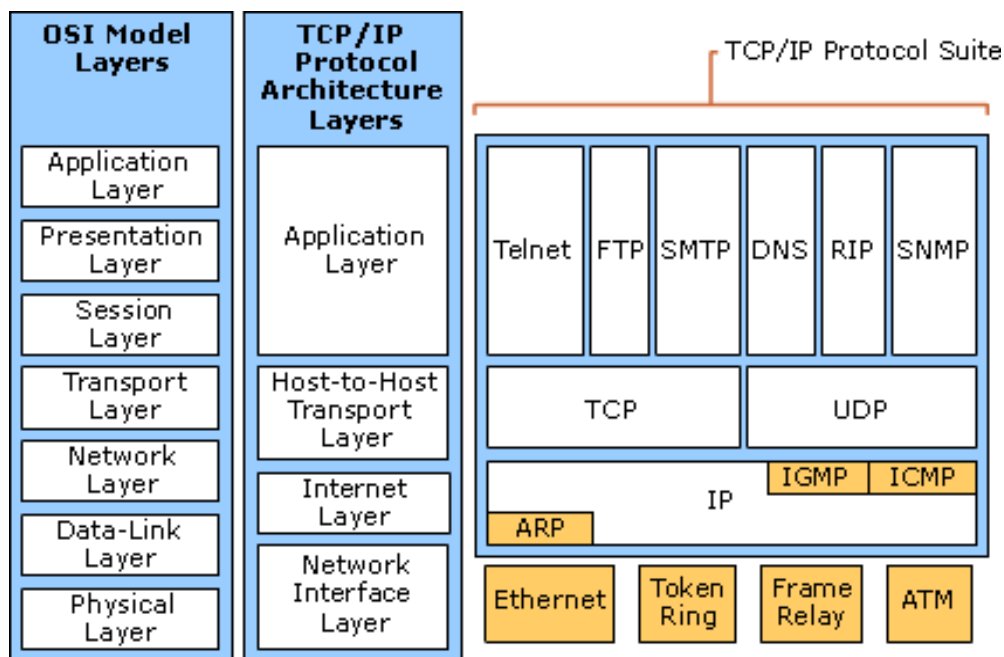 OSI Model
Layers
Application
Layer
Presentation
Layer
Session
Layer
Transport
Layer
Network
Layer
Data-Link
Layer
Physical
Layer
TCP/IP
Protocol
Architecture
Layers
Application
Layer
Host-to-Host
Transport
Layer
Internet
Layer
Network
Interface
Layer
TCP/IP Protocol Suite
Telnet
FTP
SMTP
DNS
RIP
SNMP
TCP
UDP
IGMP
ICMP
IP
ARP
Ethernet
Token
Ring
Frame
Relay
ATM